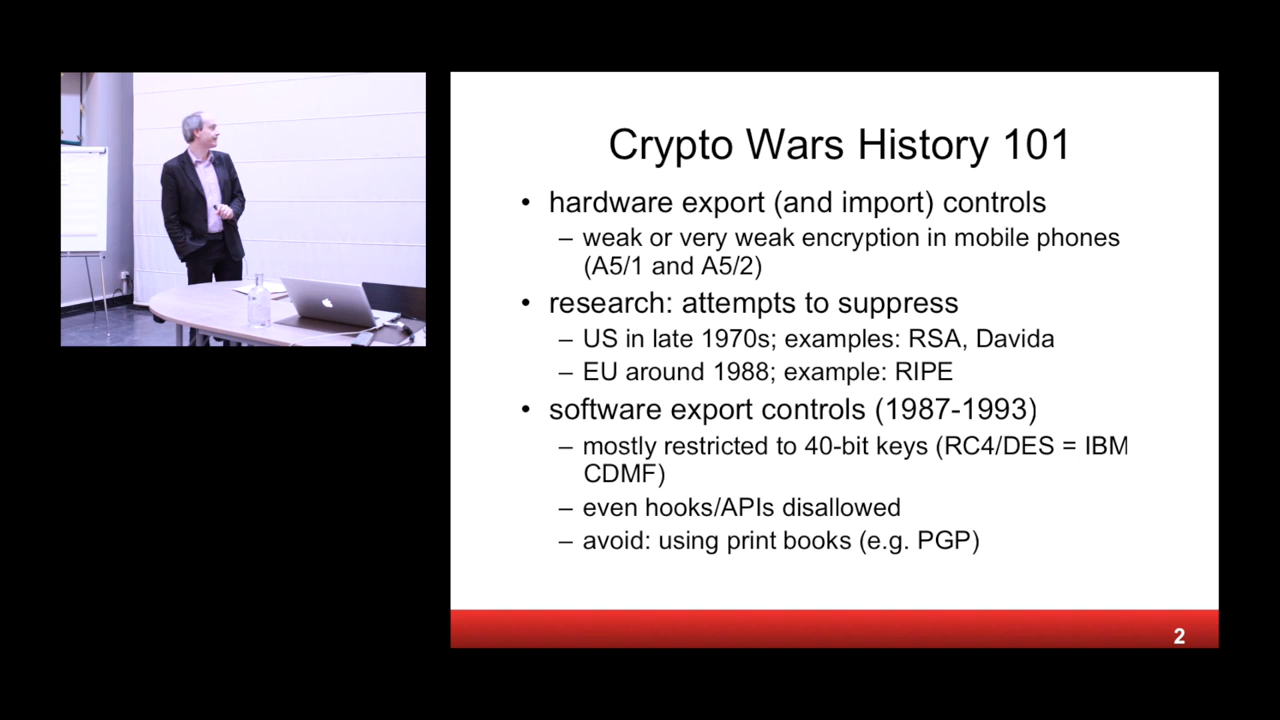 Crypto Wars History 101
• hardware export (and import) controls
– weak or very weak encryption in mobile phones
(A5/1 and A5/2)
• research: attempts to suppress
– US in late 1970s; examples: RSA, Davida
– EU around 1988; example: RIPE
• software export controls (1987-1993)
– mostly restricted to 40-bit keys (RC4/DES = IBM
CDMF)
– even hooks/APIs disallowed
– avoid: using print books (e.g. PGP)
2